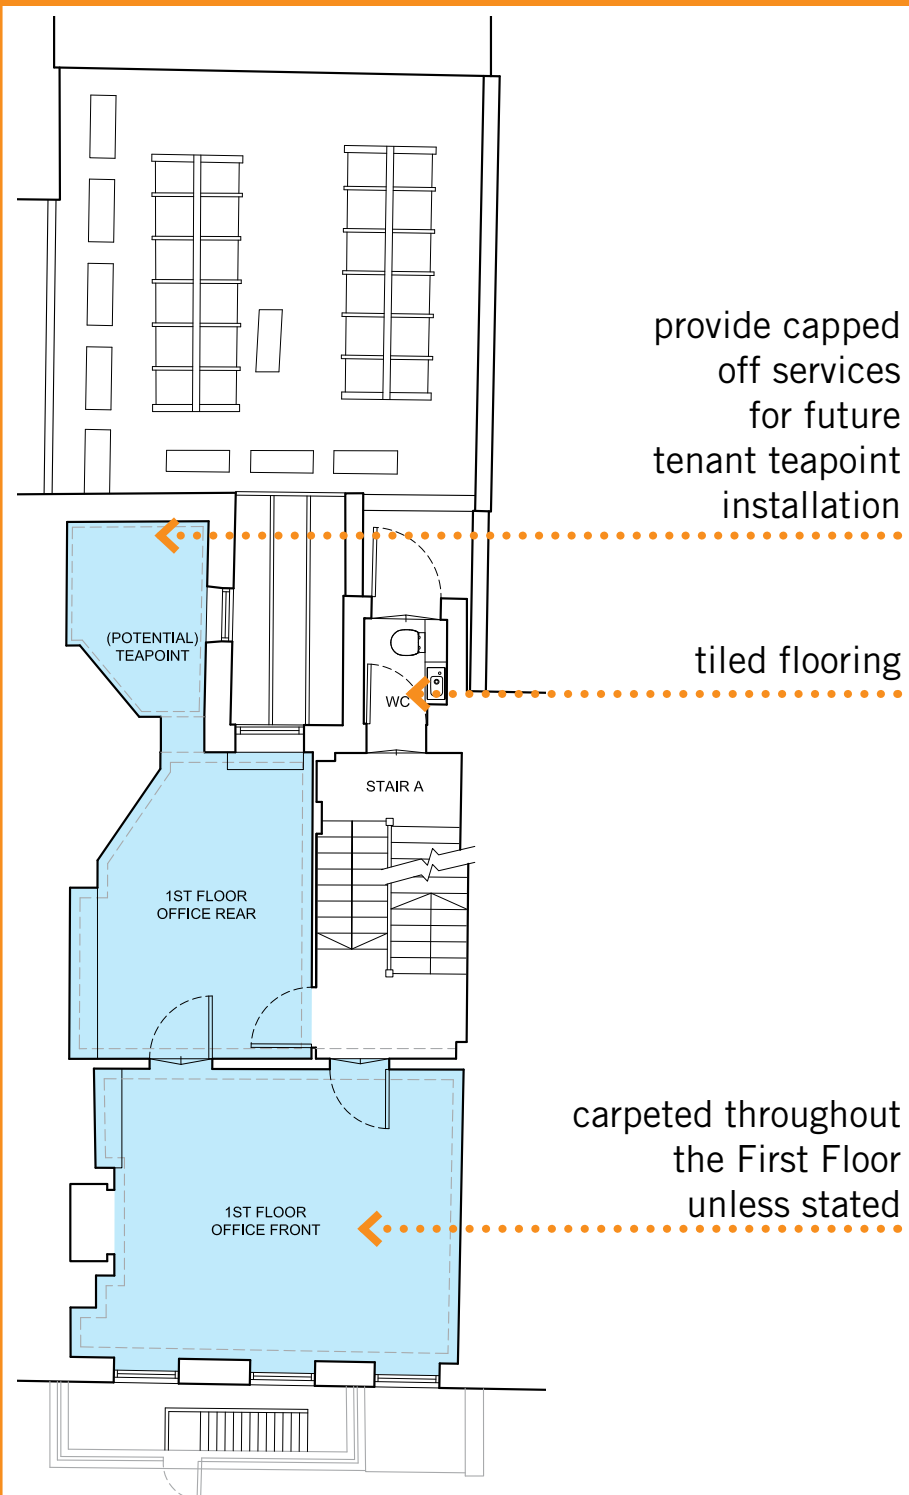 provide capped
off services
for future
tenant teapoint
installation
(POTENTIAL)
TEAPOINT
tiled flooring
WC
STAIR A
1ST FLOOR
OFFICE REAR
carpeted throughout
the First Floor
unless stated
1ST FLOOR
OFFICE FRONT